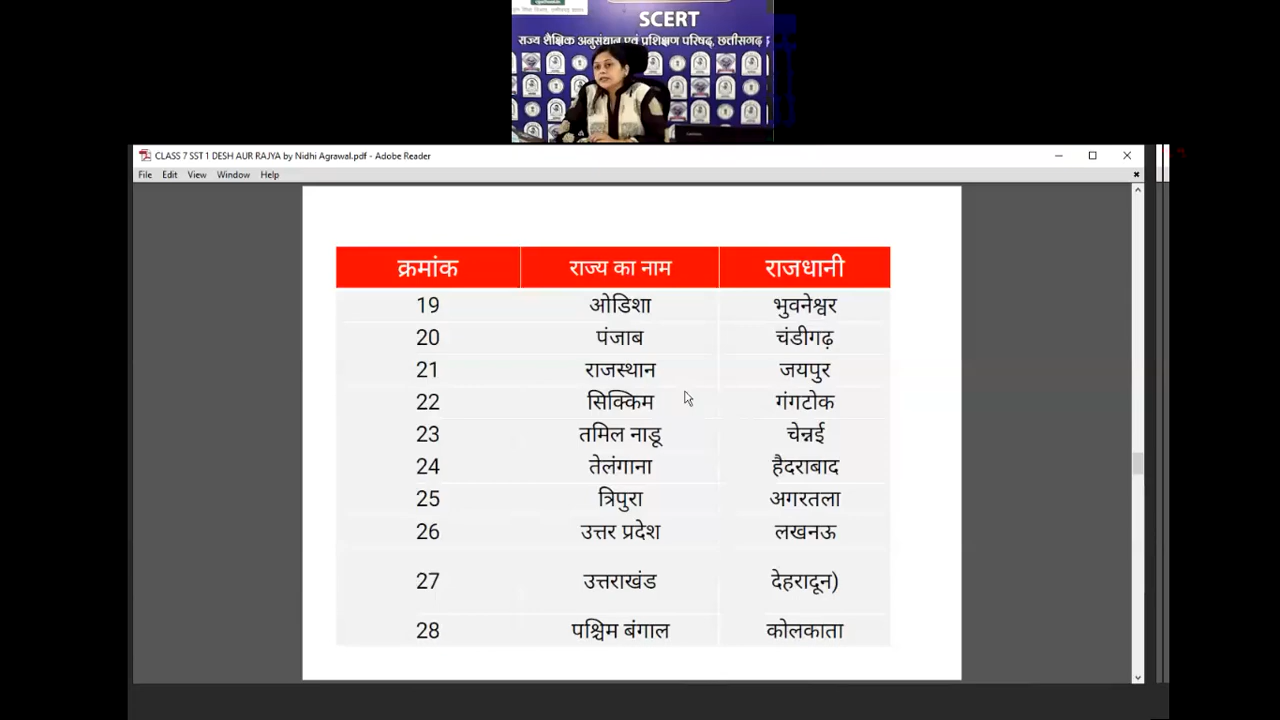 SCERT
राज्य शैक्षिक अनुसंधान एवं प्रशिक्षण परिषद्, छत्तीसगढ़
CLASS 7 SST 1 DESH AUR RAJYA by Nidhi Agrawal.pdf - Adobe Reader
File Edit View Window Help
क्रमांक राज्य का नाम राजधानी
19 ओडिशा भुवनेश्वर
20 पंजाब चंडीगढ़
21 राजस्थान जयपुर
22 सिक्किम गंगटोक
23 तमिल नाडू चेन्नई
24 तेलंगाना हैदराबाद
25 त्रिपुरा अगरतला
26 उत्तर प्रदेश लखनऊ
27 उत्तराखंड देहरादून)
28 पश्चिम बंगाल कोलकाता